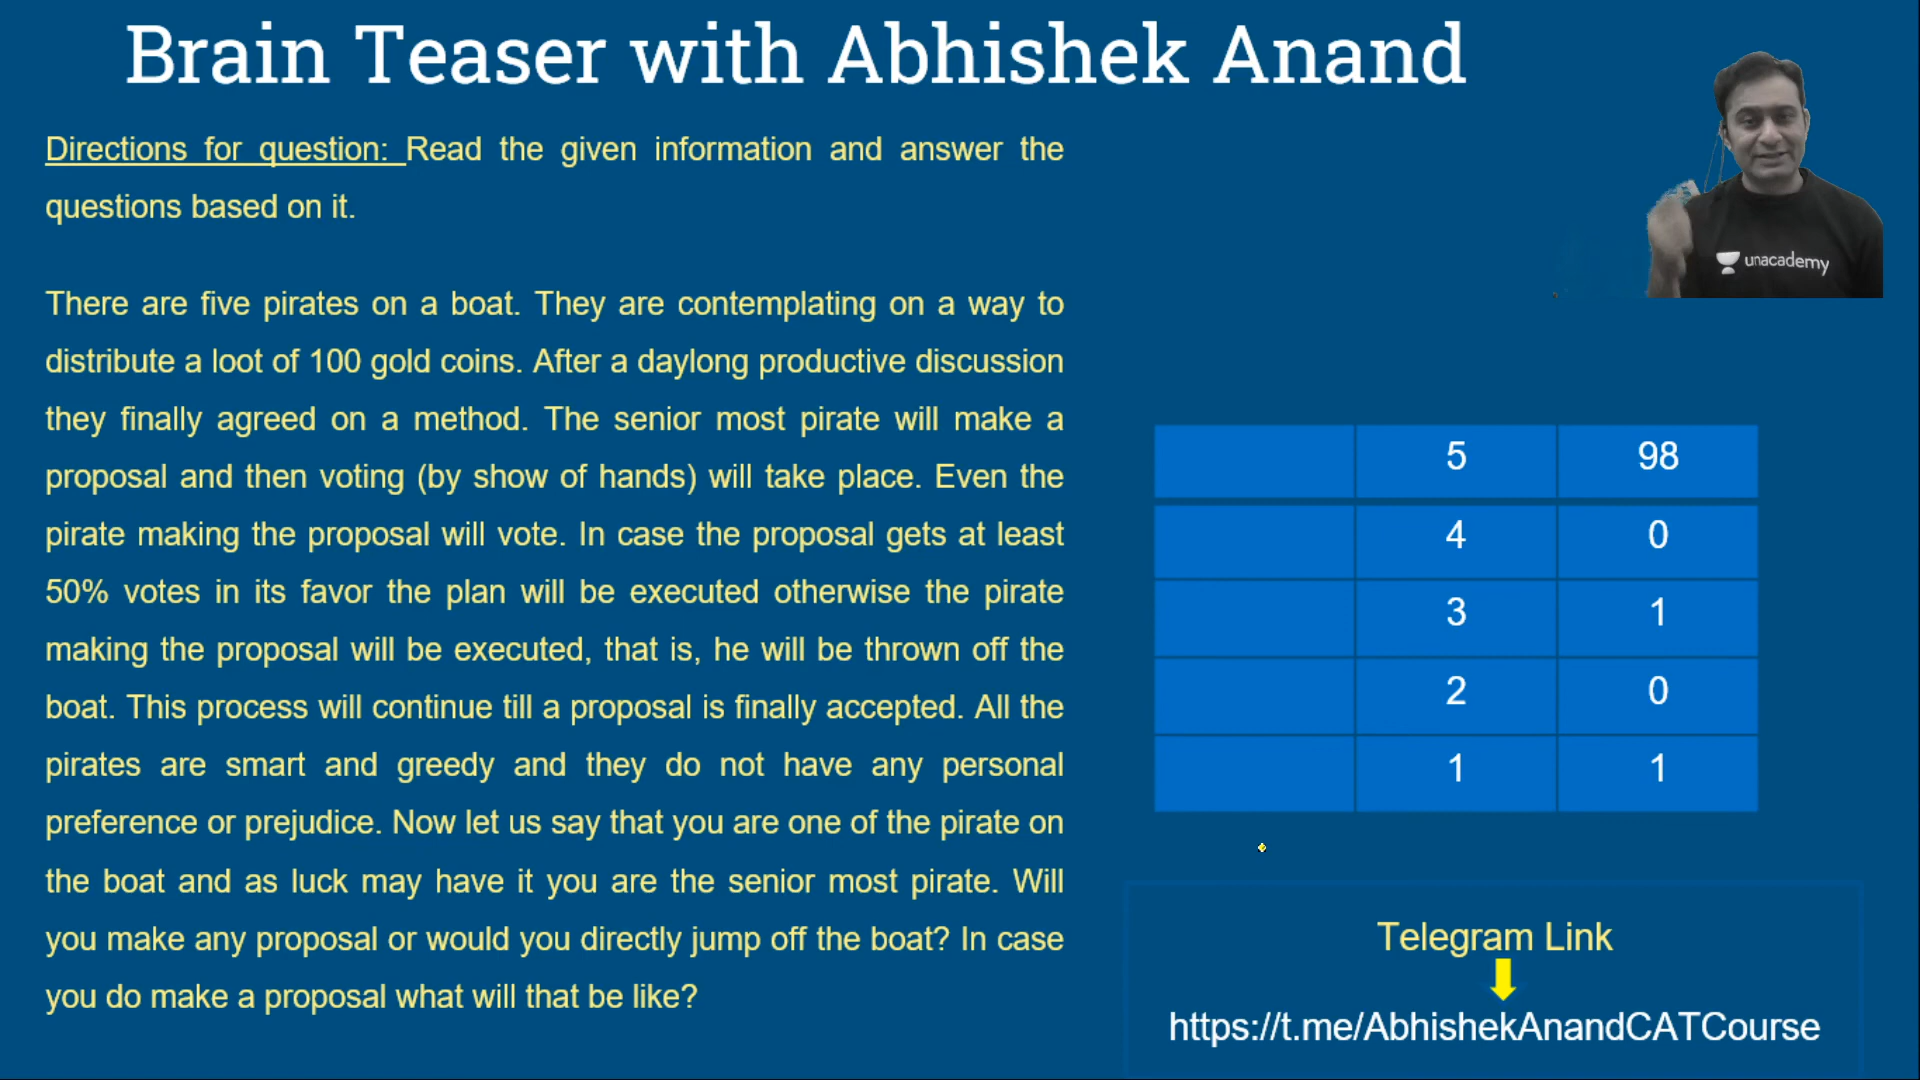 Brain Teaser with Abhishek Anand
Directions for question: Read the given information and answer the
questions based on it.
unacademy
There are five pirates on a boat. They are contemplating on a way to
distribute a loot of 100 gold coins. After a daylong productive discussion
they finally agreed on a method. The senior most pirate will make a
proposal and then voting (by show of hands) will take place. Even the
pirate making the proposal will vote. In case the proposal gets at least
50% votes in its favor the plan will be executed otherwise the pirate
making the proposal will be executed, that is, he will be thrown off the
boat. This process will continue till a proposal is finally accepted. All the
pirates are smart and greedy and they do not have any personal
preference or prejudice. Now let us say that you are one of the pirate on
the boat and as luck may have it you are the senior most pirate. Will
you make any proposal or would you directly jump off the boat? In case
you do make a proposal what will that be like?
5 98
4 0
3 1
2 0
1 1
Telegram Link
https://t.me/AbhishekAnandCATCourse